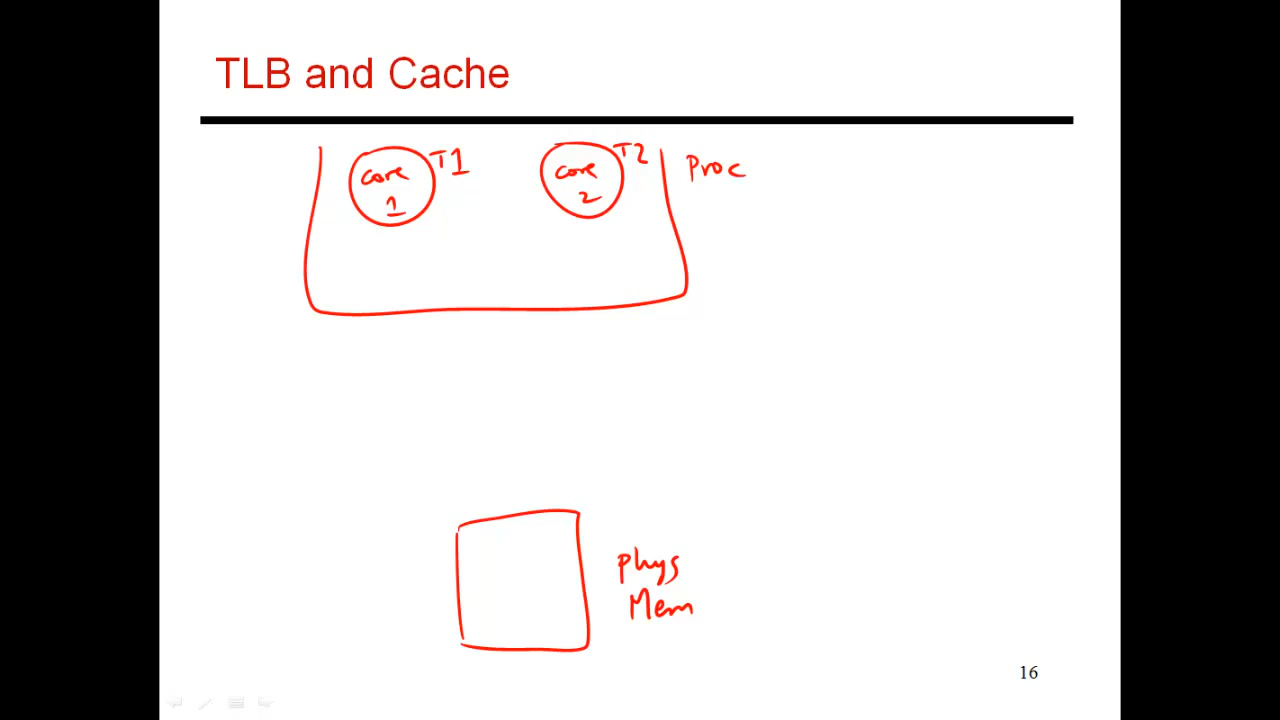 TLB and Cache
core
1
T1
core
2
T2
Proc
Phys
Mem
16